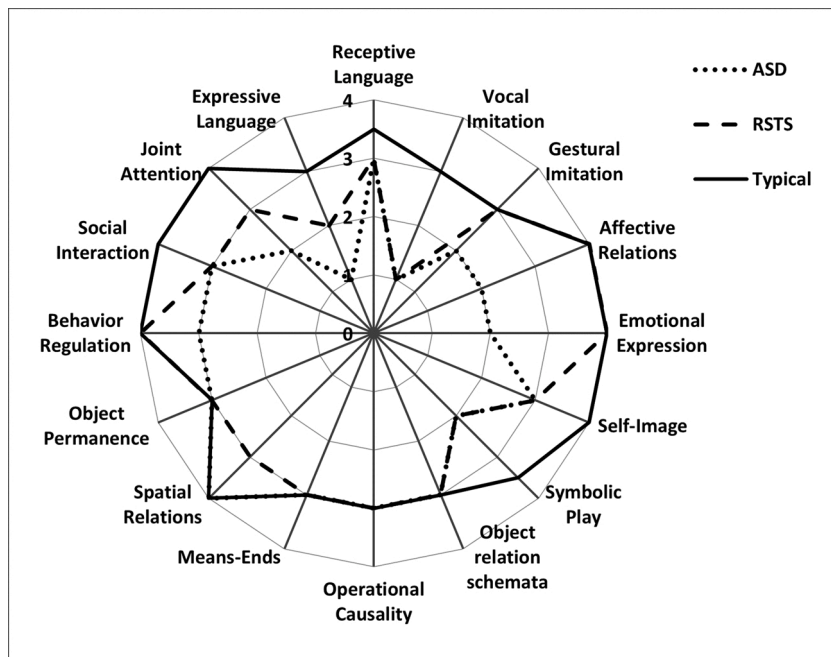 Receptive
Language
Vocal
Imitation
Gestural
Imitation
Affective
Relations
Emotional
Expression
Self-Image
Symbolic
Play
Object
relation
schemata
Operational
Causality
Means-Ends
Spatial
Relations
Object
Permanence
Behavior
Regulation
Social
Interaction
Joint
Attention
Expressive
Language
4
3
2
1
0
ASD
RSTS
Typical